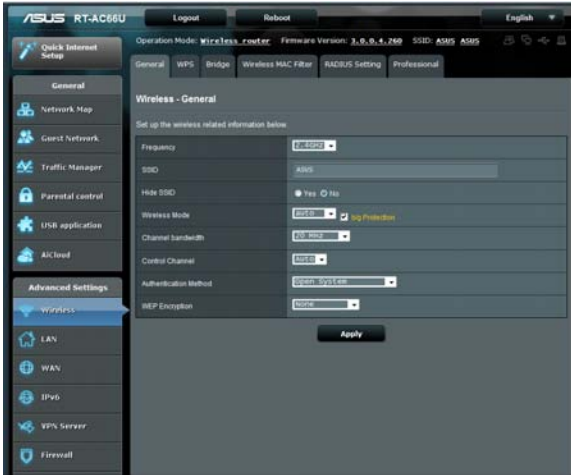 ASUS RT-AC66U Logout Reboot English
Quick Internet Setup
Operation Mode: Wireless router Firmware Version: 3.0.0.4.260 SSID: ASUS ASUS
General WPS Bridge Wireless MAC Filter RADIUS Setting Professional
General
Network Map
Guest Network
Traffic Manager
Parental control
USB application
AiCloud
Advanced Settings
Wireless
LAN
WAN
IPv6
VPN Server
Firewall
Wireless - General
Set up the wireless related information below
Frequency 2.4GHz
SSID ASUS
Hide SSID Yes No
Wireless Mode auto b/g Protection
Channel bandwidth 20 MHz
Control Channel Auto
Authentication Method Open System
WEP Encryption None
Apply